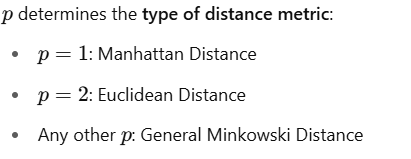 p determines the type of distance metric:
• p = 1: Manhattan Distance
• p = 2: Euclidean Distance
• Any other p: General Minkowski Distance